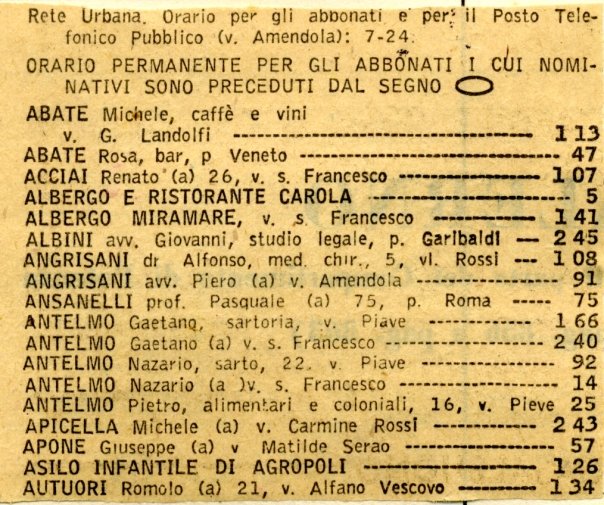 Rete Urbana. Orario per gli abbonati e per il Posto Tele-
fonico Pubblico (v. Amendola): 7-24.
ORARIO PERMANENTE PER GLI ABBONATI I CUI NOMI-
NATIVI SONO PRECEDUTI DAL SEGNO
ABATE Michele, caffè e vini
v. G. Landolfi 113
ABATE Rosa, bar, p Veneto 47
ACCIAI Renato (a) 26, v. s. Francesco 107
ALBERGO E RISTORANTE CAROLA 5
ALBERGO MIRAMARE, v. s. Francesco 141
ALBINI avv. Giovanni, studio legale, p. Garibaldi 245
ANGRISANI dr Alfonso, med. chir., 5, vl. Rossi 108
ANGRISANI avv. Piero (a) v. Amendola 91
ANSANELLI prof. Pasquale (a) 75, p. Roma 75
ANTELMO Gaetano, sartoria, v. Piave 166
ANTELMO Gaetano (a) v. s. Francesco 240
ANTELMO Nazario, sarto, 22, v. Piave 92
ANTELMO Nazario (a )v. s. Francesco 14
ANTELMO Pietro, alimentari e coloniali, 16, v. Pieve 25
APICELLA Michele (a) v. Carmine Rossi 243
APONE Giuseppe (a) v Matilde Serao 57
ASILO INFANTILE DI AGROPOLI 126
AUTUORI Romolo (a) 21, v. Alfano Vescovo 134